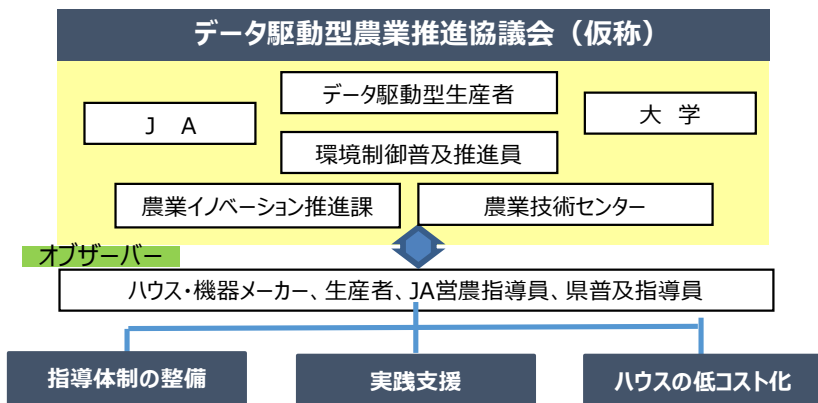 データ駆動型農業推進協議会（仮称）
データ駆動型生産者
J A
大 学
環境制御普及推進員
農業イノベーション推進課
農業技術センター
オブザーバー
ハウス・機器メーカー、生産者、JA営農指導員、県普及指導員
指導体制の整備
実践支援
ハウスの低コスト化